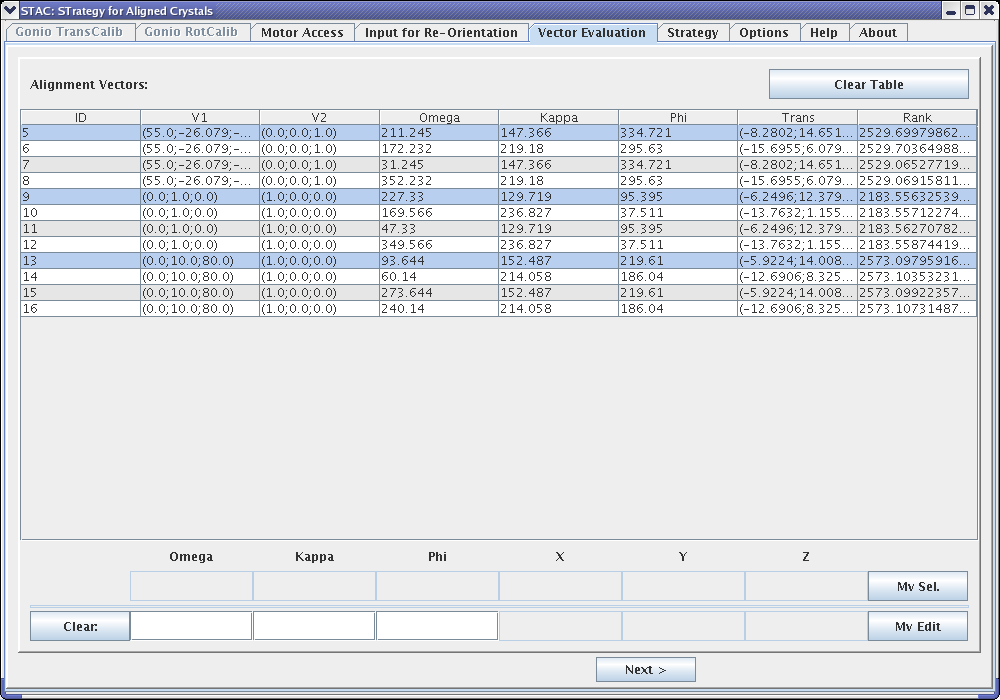 STAC: STrategy for Aligned Crystals
Gonio TransCalib Gonio RotCalib Motor Access Input for Re-Orientation Vector Evaluation Strategy Options Help About
Alignment Vectors: Clear Table
ID V1 V2 Omega Kappa Phi Trans Rank
5 (55.0;-26.079;-... (0.0;0.0;1.0) 211.245 147.366 334.721 (-8.2802;14.651... 2529.69979862...
6 (55.0;-26.079;-... (0.0;0.0;1.0) 172.232 219.18 295.63 (-15.6955;6.079... 2529.70364988...
7 (55.0;-26.079;-... (0.0;0.0;1.0) 31.245 147.366 334.721 (-8.2802;14.651... 2529.06527719...
8 (55.0;-26.079;-... (0.0;0.0;1.0) 352.232 219.18 295.63 (-15.6955;6.079... 2529.06915811...
9 (0.0;1.0;0.0) (1.0;0.0;0.0) 227.33 129.719 95.395 (-6.2496;12.379... 2183.55632539...
10 (0.0;1.0;0.0) (1.0;0.0;0.0) 169.566 236.827 37.511 (-13.7632;1.155... 2183.55712274...
11 (0.0;1.0;0.0) (1.0;0.0;0.0) 47.33 129.719 95.395 (-6.2496;12.379... 2183.56270782...
12 (0.0;1.0;0.0) (1.0;0.0;0.0) 349.566 236.827 37.511 (-13.7632;1.155... 2183.55874419...
13 (0.0;10.0;80.0) (1.0;0.0;0.0) 93.644 152.487 219.61 (-5.9224;14.008... 2573.09795916...
14 (0.0;10.0;80.0) (1.0;0.0;0.0) 60.14 214.058 186.04 (-12.6906;8.325... 2573.10353231...
15 (0.0;10.0;80.0) (1.0;0.0;0.0) 273.644 152.487 219.61 (-5.9224;14.008... 2573.09922357...
16 (0.0;10.0;80.0) (1.0;0.0;0.0) 240.14 214.058 186.04 (-12.6906;8.325... 2573.10731487...
Omega Kappa Phi X Y Z
Mv Sel.
Clear: Mv Edit
Next >